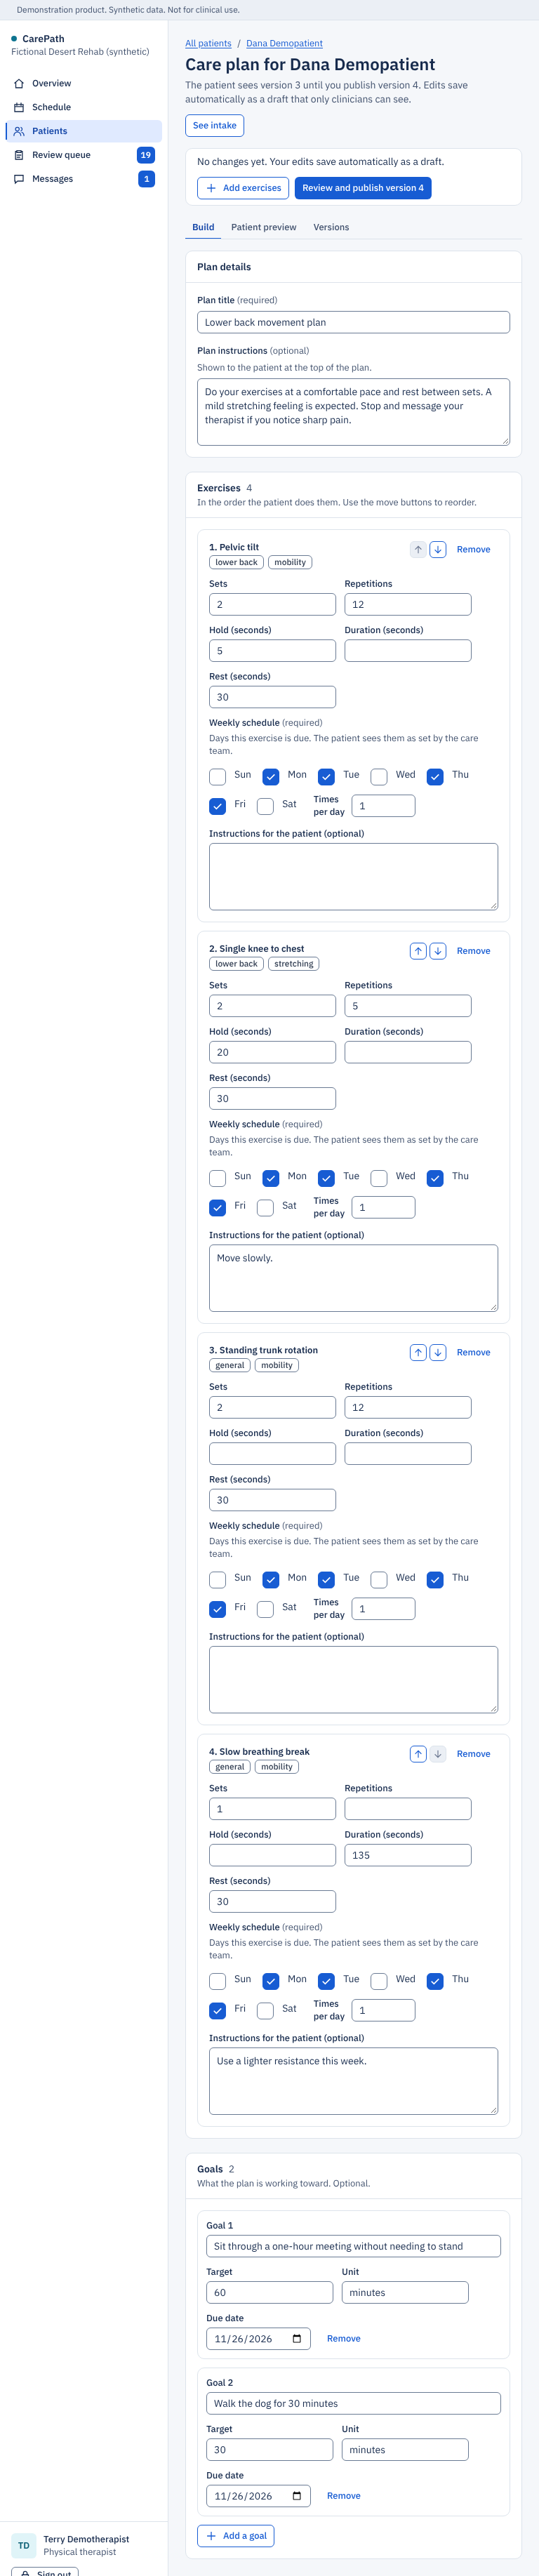 Demonstration product. Synthetic data. Not for clinical use.
CarePath
Fictional Desert Rehab (synthetic)
Overview
Schedule
Patients
Review queue 19
Messages 1
All patients / Dana Demopatient
Care plan for Dana Demopatient
The patient sees version 3 until you publish version 4. Edits save
automatically as a draft that only clinicians can see.
See intake
No changes yet. Your edits save automatically as a draft.
Add exercises
Review and publish version 4
Build Patient preview Versions
Plan details
Plan title (required)
Lower back movement plan
Plan instructions (optional)
Shown to the patient at the top of the plan.
Do your exercises at a comfortable pace and rest between sets. A
mild stretching feeling is expected. Stop and message your
therapist if you notice sharp pain.
Exercises 4
In the order the patient does them. Use the move buttons to reorder.
1. Pelvic tilt
Remove
lower back mobility
Sets Repetitions
2 12
Hold (seconds) Duration (seconds)
5
Rest (seconds)
30
Weekly schedule (required)
Days this exercise is due. The patient sees them as set by the care
team.
Sun Mon Tue Wed Thu
Fri Sat Times per day 1
Instructions for the patient (optional)
2. Single knee to chest
Remove
lower back stretching
Sets Repetitions
2 5
Hold (seconds) Duration (seconds)
20
Rest (seconds)
30
Weekly schedule (required)
Days this exercise is due. The patient sees them as set by the care
team.
Sun Mon Tue Wed Thu
Fri Sat Times per day 1
Instructions for the patient (optional)
Move slowly.
3. Standing trunk rotation
Remove
general mobility
Sets Repetitions
2 12
Hold (seconds) Duration (seconds)
Rest (seconds)
30
Weekly schedule (required)
Days this exercise is due. The patient sees them as set by the care
team.
Sun Mon Tue Wed Thu
Fri Sat Times per day 1
Instructions for the patient (optional)
4. Slow breathing break
Remove
general mobility
Sets Repetitions
1
Hold (seconds) Duration (seconds)
135
Rest (seconds)
30
Weekly schedule (required)
Days this exercise is due. The patient sees them as set by the care
team.
Sun Mon Tue Wed Thu
Fri Sat Times per day 1
Instructions for the patient (optional)
Use a lighter resistance this week.
Goals 2
What the plan is working toward. Optional.
Goal 1
Sit through a one-hour meeting without needing to stand
Target Unit
60 minutes
Due date
11/26/2026 Remove
Goal 2
Walk the dog for 30 minutes
Target Unit
30 minutes
Due date
11/26/2026 Remove
Add a goal
TD
Terry Demotherapist
Physical therapist
Sign out